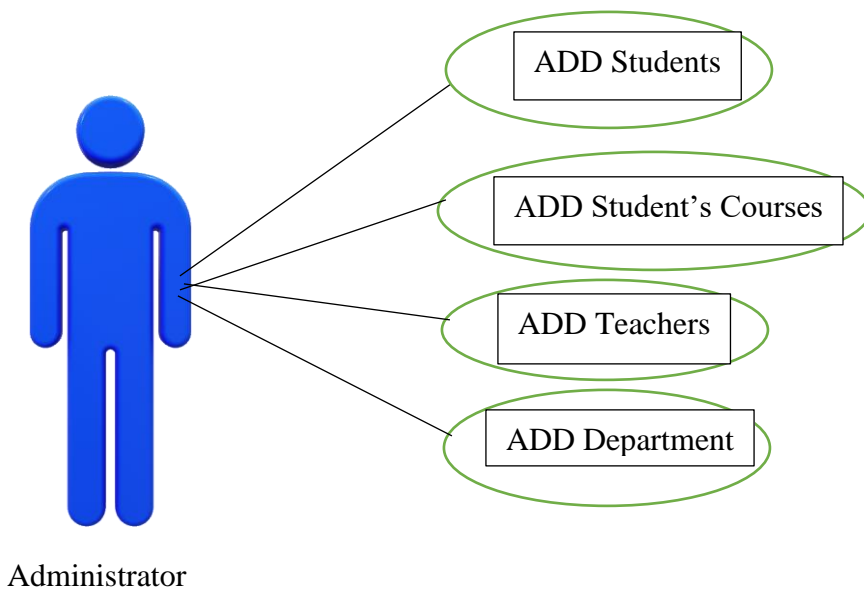 ADD Students
ADD Student’s Courses
ADD Teachers
ADD Department
Administrator